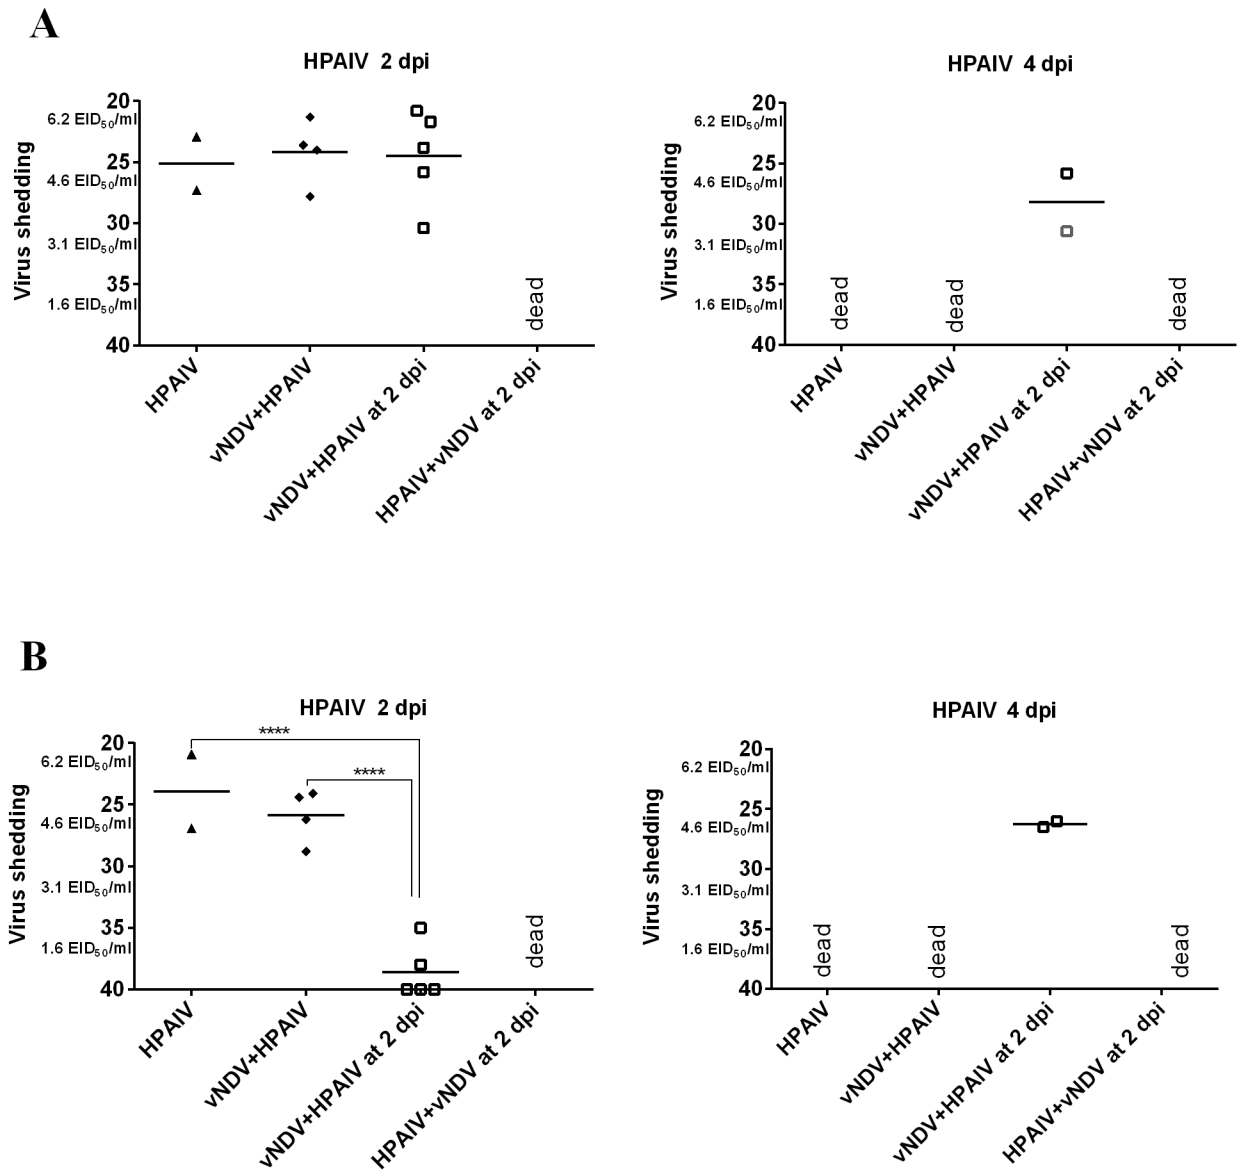 A
HPAIV 2 dpi
Virus shedding
20
6.2 EID50/ml
25
4.6 EID50/ml
30
3.1 EID50/ml
35
1.6 EID50/ml
40
dead
HPAIV
vNDV+HPAIV
vNDV+HPAIV at 2 dpi
HPAIV+vNDV at 2 dpi
HPAIV 4 dpi
Virus shedding
20
6.2 EID50/ml
25
4.6 EID50/ml
30
3.1 EID50/ml
35
1.6 EID50/ml
40
dead
dead
dead
HPAIV
vNDV+HPAIV
vNDV+HPAIV at 2 dpi
HPAIV+vNDV at 2 dpi
B
HPAIV 2 dpi
****
****
Virus shedding
20
6.2 EID50/ml
25
4.6 EID50/ml
30
3.1 EID50/ml
35
1.6 EID50/ml
40
dead
HPAIV
vNDV+HPAIV
vNDV+HPAIV at 2 dpi
HPAIV+vNDV at 2 dpi
HPAIV 4 dpi
Virus shedding
20
6.2 EID50/ml
25
4.6 EID50/ml
30
3.1 EID50/ml
35
1.6 EID50/ml
40
dead
dead
dead
HPAIV
vNDV+HPAIV
vNDV+HPAIV at 2 dpi
HPAIV+vNDV at 2 dpi